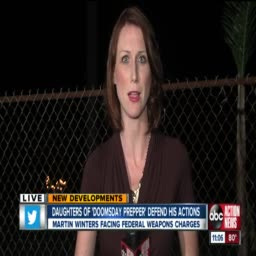 LIVE
NEW DEVELOPMENTS
DAUGHTERS OF 'DOOMSDAY PREPPER' DEFEND HIS ACTIONS
MARTIN WINTERS FACING FEDERAL WEAPONS CHARGES
abc
ACTION
NEWS
11:06
80°